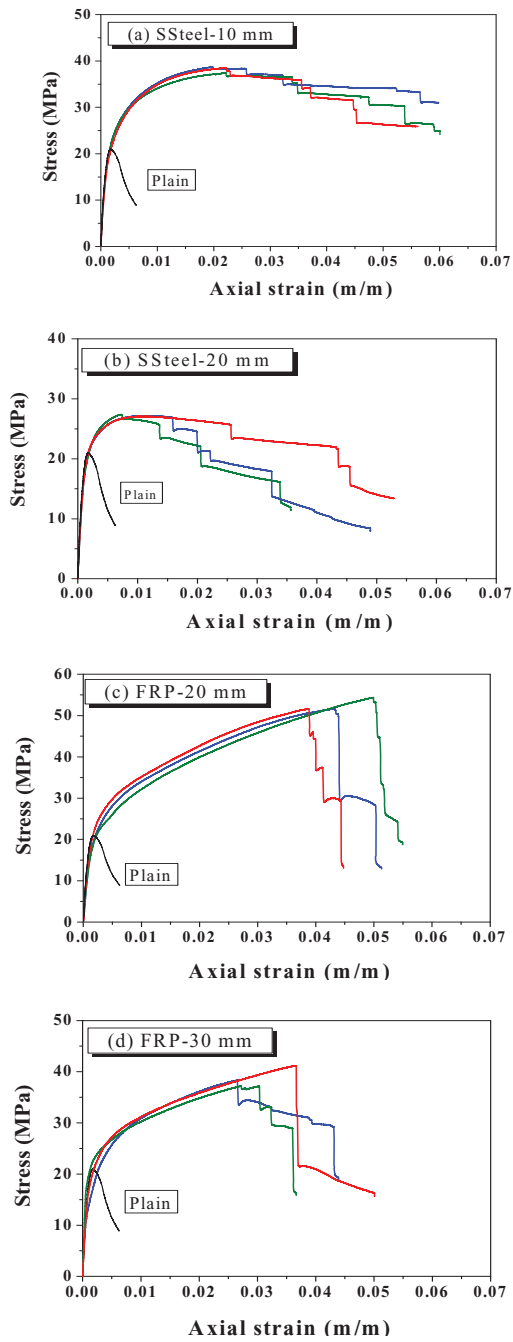 (a) SSteel-10 mm
50
40
30
20
10
0
Stress (MPa)
Plain
0.00 0.01 0.02 0.03 0.04 0.05 0.06 0.07
Axial strain (m/m)
(b) SSteel-20 mm
40
30
20
10
0
Stress (MPa)
Plain
0.00 0.01 0.02 0.03 0.04 0.05 0.06 0.07
Axial strain (m/m)
(c) FRP-20 mm
60
50
40
30
20
10
0
Stress (MPa)
Plain
0.00 0.01 0.02 0.03 0.04 0.05 0.06 0.07
Axial strain (m/m)
(d) FRP-30 mm
50
40
30
20
10
0
Stress (MPa)
Plain
0.00 0.01 0.02 0.03 0.04 0.05 0.06 0.07
Axial strain (m/m)